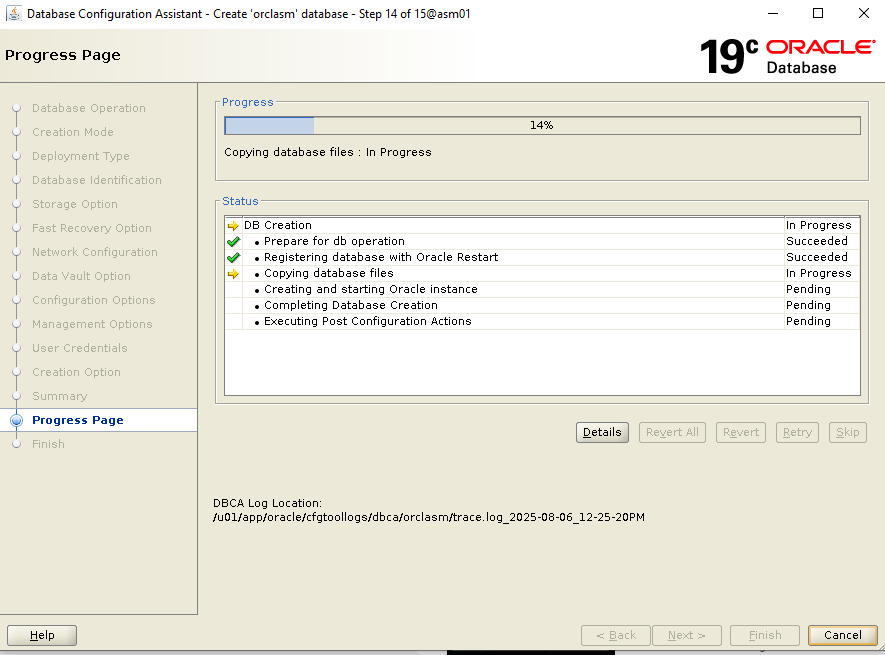 Database Configuration Assistant - Create 'orclasm' database - Step 14 of 15@asm01
Progress Page
19c ORACLE
Database
Database Operation
Creation Mode
Deployment Type
Database Identification
Storage Option
Fast Recovery Option
Network Configuration
Data Vault Option
Configuration Options
Management Options
User Credentials
Creation Option
Summary
Progress Page
Finish
Progress
14%
Copying database files : In Progress
Status
DB Creation In Progress
• Prepare for db operation Succeeded
• Registering database with Oracle Restart Succeeded
• Copying database files In Progress
• Creating and starting Oracle instance Pending
• Completing Database Creation Pending
• Executing Post Configuration Actions Pending
Details Revert All Revert Retry Skip
DBCA Log Location:
/u01/app/oracle/cfgtoollogs/dbca/orclasm/trace.log_2025-08-06_12-25-20PM
Help < Back Next > Finish Cancel